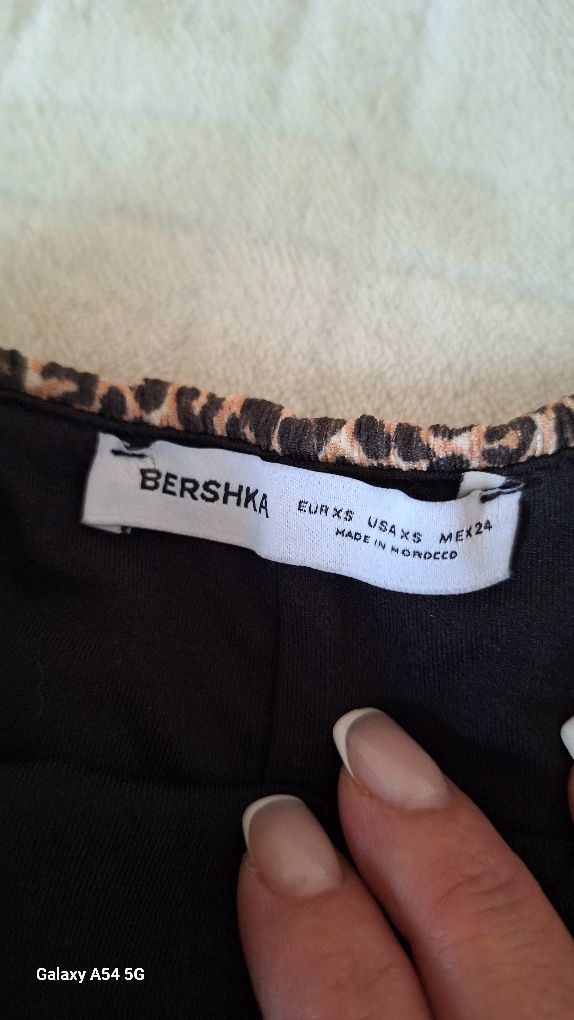 BERSHKA EUR XS USA XS MEX 24
MADE IN MOROCCO
Galaxy A54 5G